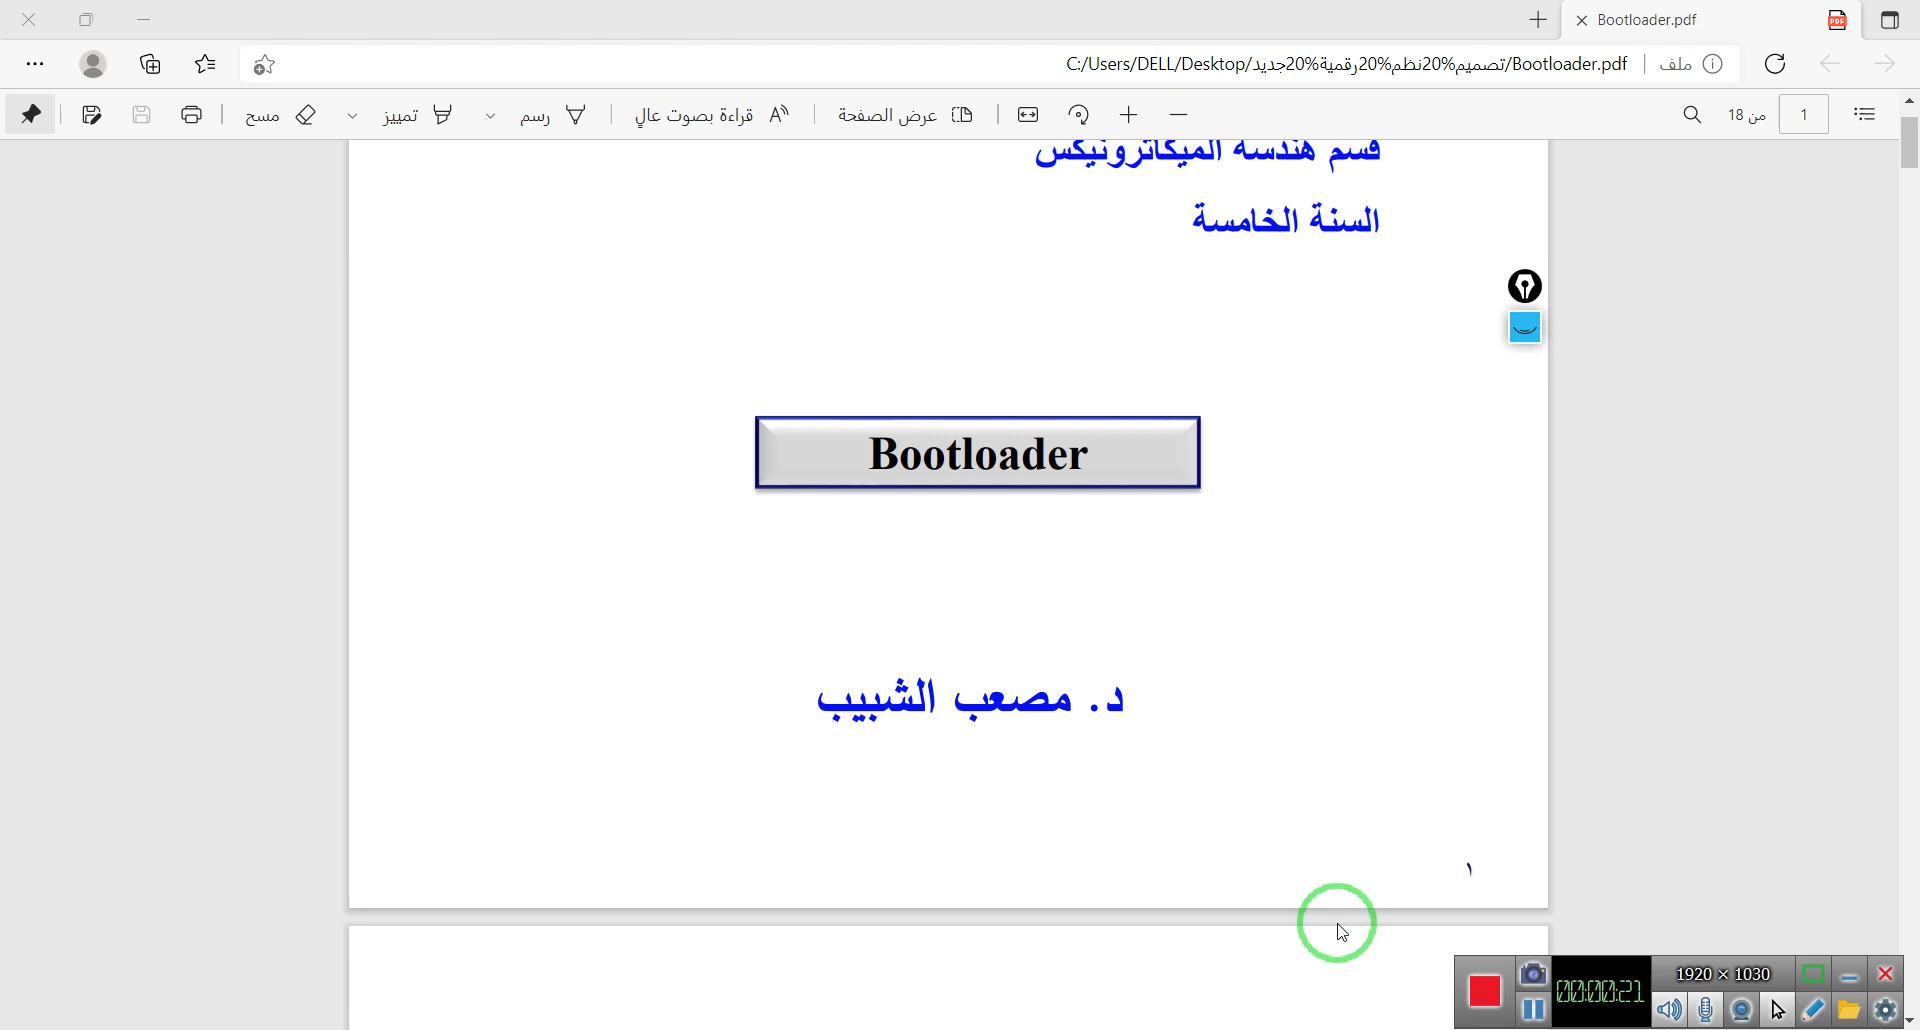 Bootloader.pdf
C:/Users/DELL/Desktop/تصميم%20نظم%20رقمية%20جديد/Bootloader.pdf
ملف
1
من 18
عرض الصفحة
قراءة بصوت عالٍ
رسم
تمييز
مسح
قسم هندسة الميكاترونيكس
السنة الخامسة
Bootloader
د. مصعب الشبيب
١
1920 × 1030
00:00:21